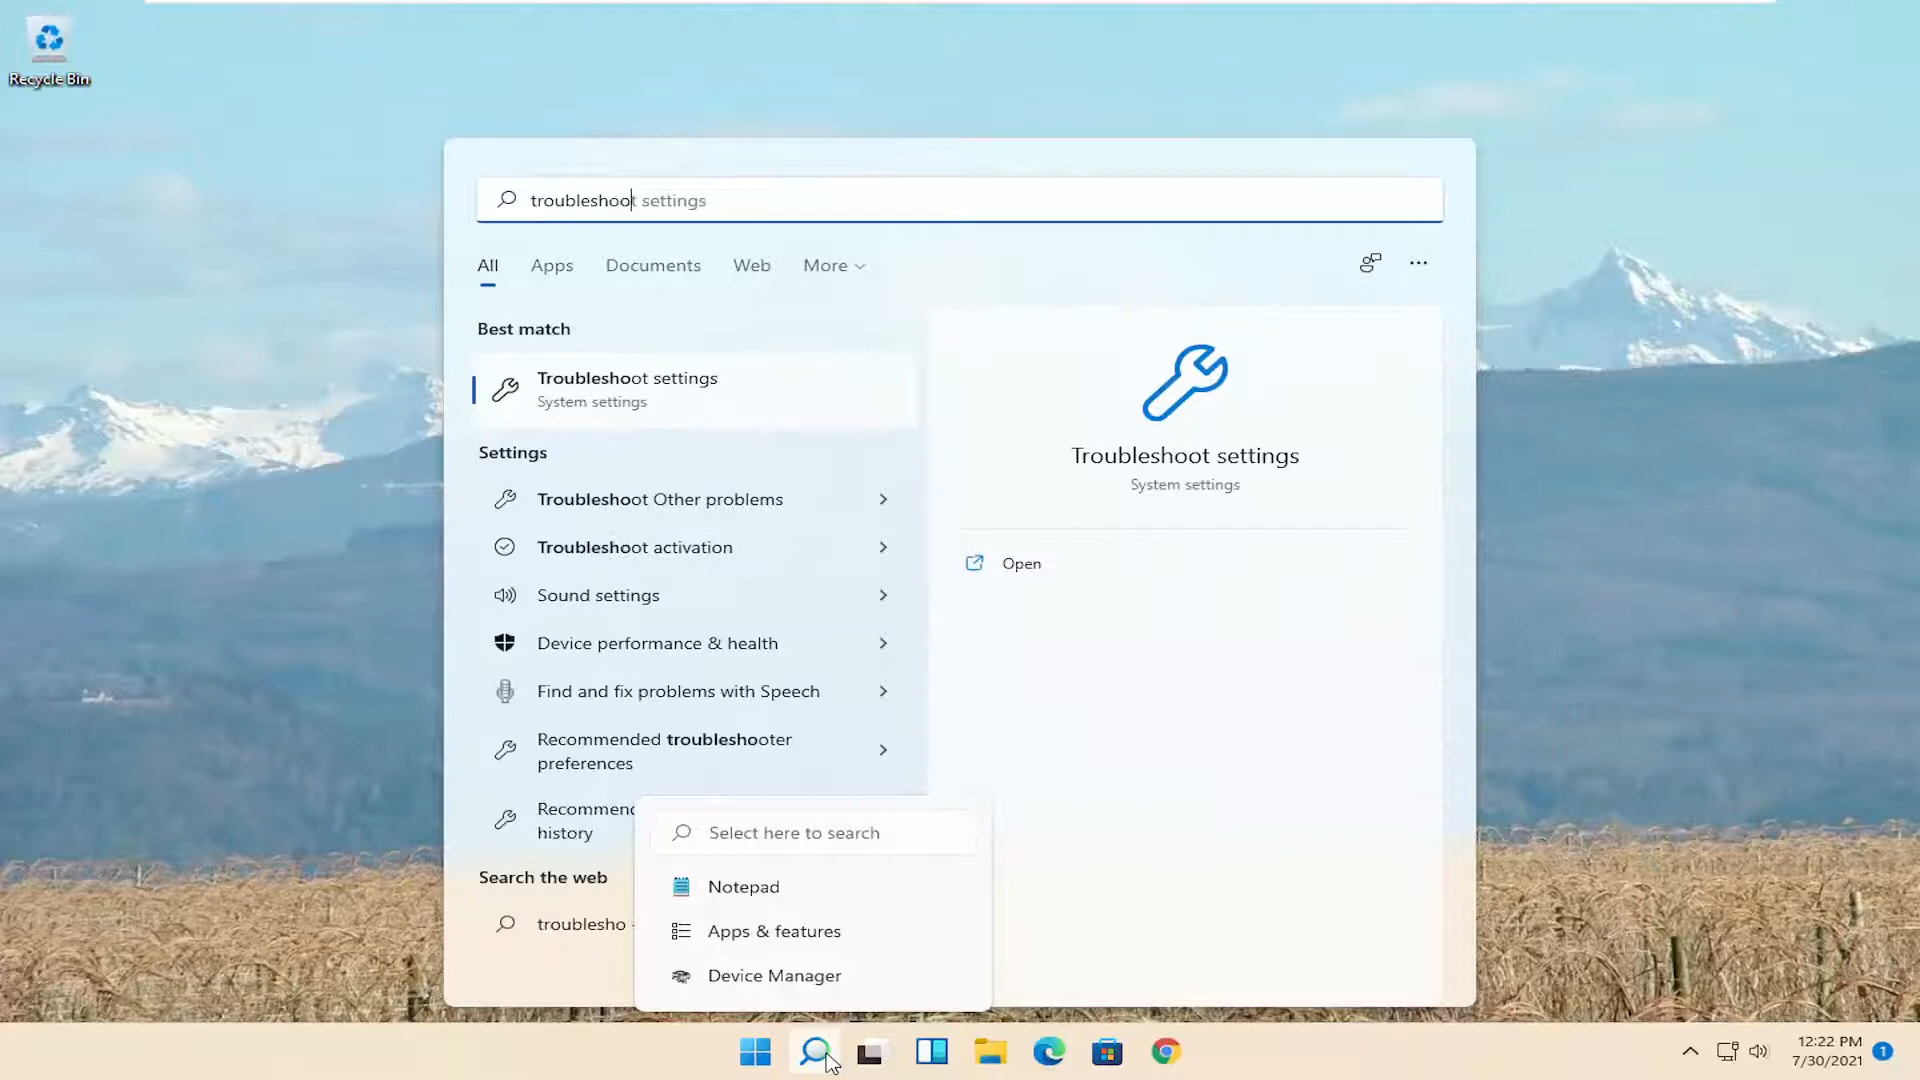 Recycle Bin
troubleshoot settings
All Apps Documents Web More
Best match
Troubleshoot settings
System settings
Settings
Troubleshoot Other problems
Troubleshoot activation
Sound settings
Device performance & health
Find and fix problems with Speech
Recommended troubleshooter
preferences
Recommend
history
Search the web
troublesho
Troubleshoot settings
System settings
Open
Select here to search
Notepad
Apps & features
Device Manager
12:22 PM
7/30/2021
1